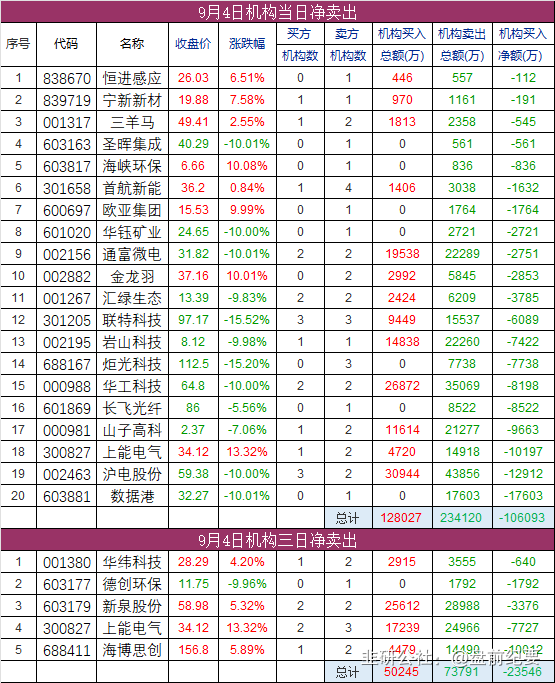 9月4日机构当日净卖出
序号 代码 名称 收盘价 涨跌幅 买方 机构数 卖方 机构数 机构买入 总额(万) 机构卖出 总额(万) 机构买入 净额(万)
1 838670 恒进感应 26.03 6.51% 0 1 446 557 -112
2 839719 宁新新材 19.88 7.58% 1 1 970 1161 -191
3 001317 三羊马 49.41 2.55% 1 2 1813 2358 -545
4 603163 圣晖集成 40.29 -10.01% 0 1 0 561 -561
5 603817 海峡环保 6.66 10.08% 0 1 0 836 -836
6 301658 首航新能 36.2 0.84% 1 4 1406 3038 -1632
7 600697 欧亚集团 15.53 9.99% 0 1 0 1764 -1764
8 601020 华钰矿业 24.65 -10.00% 0 1 0 2721 -2721
9 002156 通富微电 31.82 -10.01% 2 2 19538 22289 -2751
10 002882 金龙羽 37.16 10.01% 0 2 2992 5845 -2853
11 001267 汇绿生态 13.39 -9.83% 2 2 2424 6209 -3785
12 301205 联特科技 97.17 -15.52% 3 3 9449 15537 -6089
13 002195 岩山科技 8.12 -9.98% 1 1 14838 22260 -7422
14 688167 炬光科技 112.5 -15.20% 0 3 0 7738 -7738
15 000988 华工科技 64.8 -10.00% 2 2 26872 35069 -8198
16 601869 长飞光纤 86 -5.56% 0 1 0 8522 -8522
17 000981 山子高科 2.37 -7.06% 1 2 11614 21277 -9663
18 300827 上能电气 34.12 13.32% 1 2 4720 14918 -10197
19 002463 沪电股份 59.38 -10.00% 3 2 30944 43856 -12912
20 603881 数据港 32.27 -10.01% 0 1 0 17603 -17603
总计 128027 234120 -106093
9月4日机构三日净卖出
1 001380 华纬科技 28.29 4.20% 1 2 2915 3555 -640
2 603177 德创环保 11.75 -9.96% 0 1 0 1792 -1792
3 603179 新泉股份 58.98 5.32% 2 2 25612 28988 -3376
4 300827 上能电气 34.12 13.32% 2 3 17239 24966 -7727
5 688411 海博思创 156.8 5.89% 1 2 4479 14490 -10012
总计 50245 73791 -23546
韭研公社：@盘前纪要